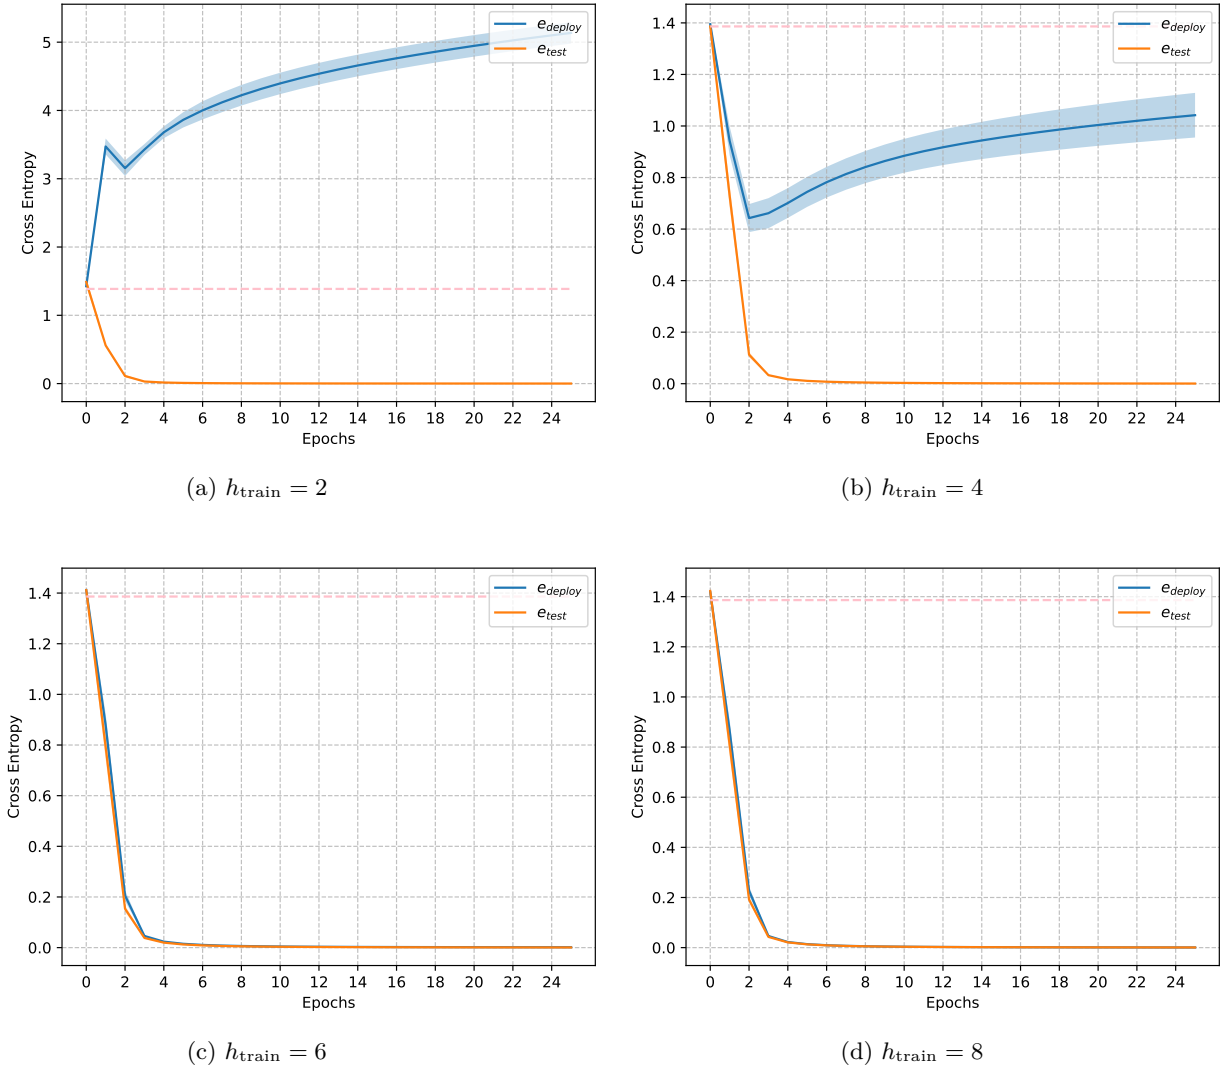 e_deploy
e_test
5
4
3
2
1
0
Cross Entropy
0 2 4 6 8 10 12 14 16 18 20 22 24
Epochs
(a) h_train = 2
e_deploy
e_test
1.4
1.2
1.0
0.8
0.6
0.4
0.2
0.0
Cross Entropy
0 2 4 6 8 10 12 14 16 18 20 22 24
Epochs
(b) h_train = 4
e_deploy
e_test
1.4
1.2
1.0
0.8
0.6
0.4
0.2
0.0
Cross Entropy
0 2 4 6 8 10 12 14 16 18 20 22 24
Epochs
(c) h_train = 6
e_deploy
e_test
1.4
1.2
1.0
0.8
0.6
0.4
0.2
0.0
Cross Entropy
0 2 4 6 8 10 12 14 16 18 20 22 24
Epochs
(d) h_train = 8